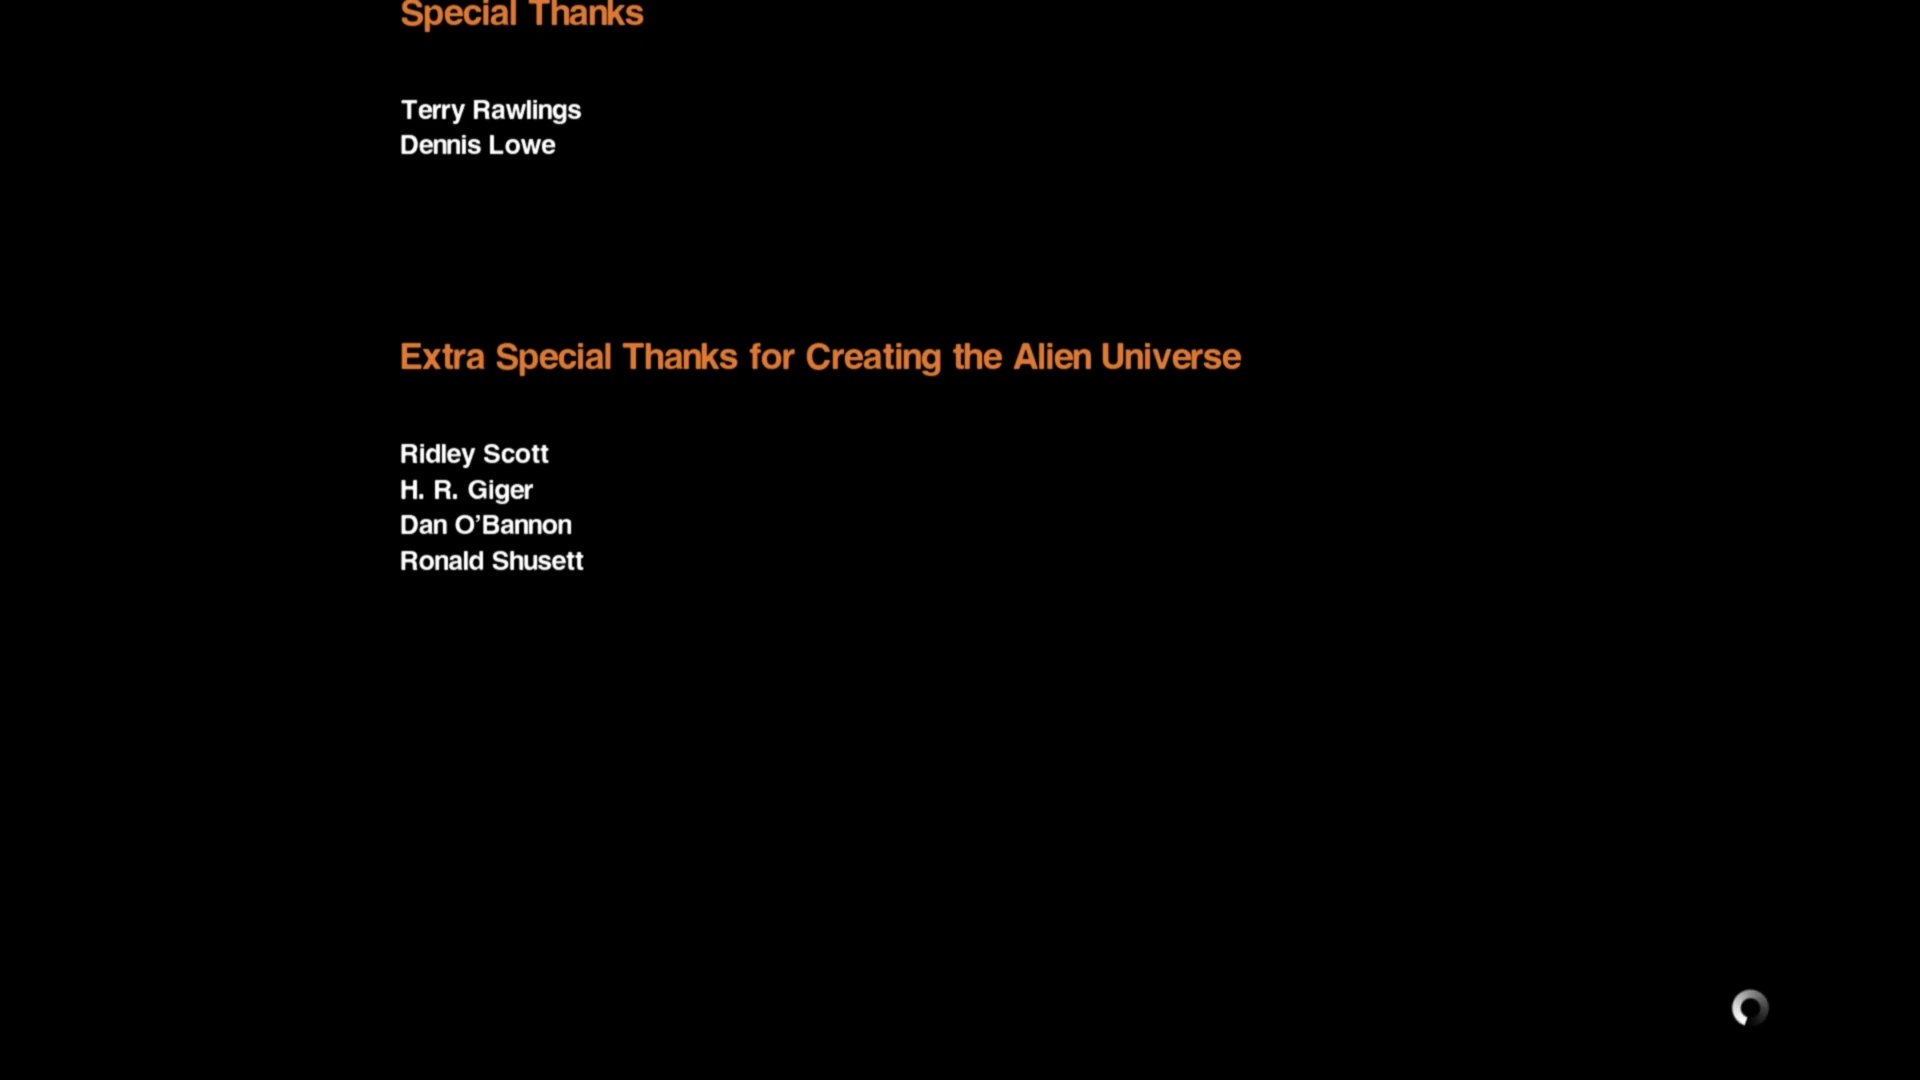 Special Thanks
Terry Rawlings
Dennis Lowe
Extra Special Thanks for Creating the Alien Universe
Ridley Scott
H. R. Giger
Dan O’Bannon
Ronald Shusett